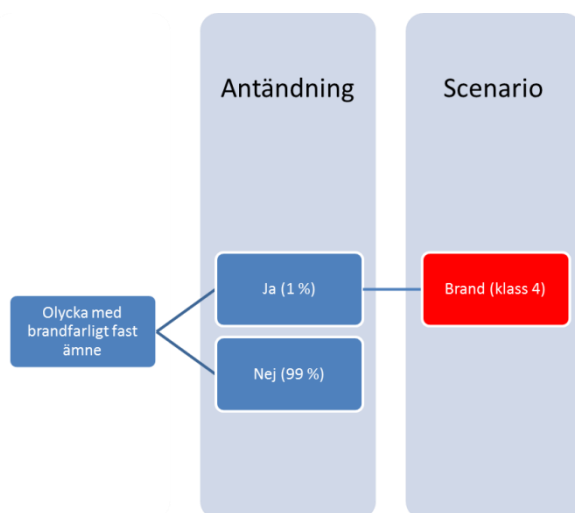 Antändning
Scenario
Ja (1 %)
Brand (klass 4)
Olycka med
brandfarligt fast
ämne
Nej (99 %)